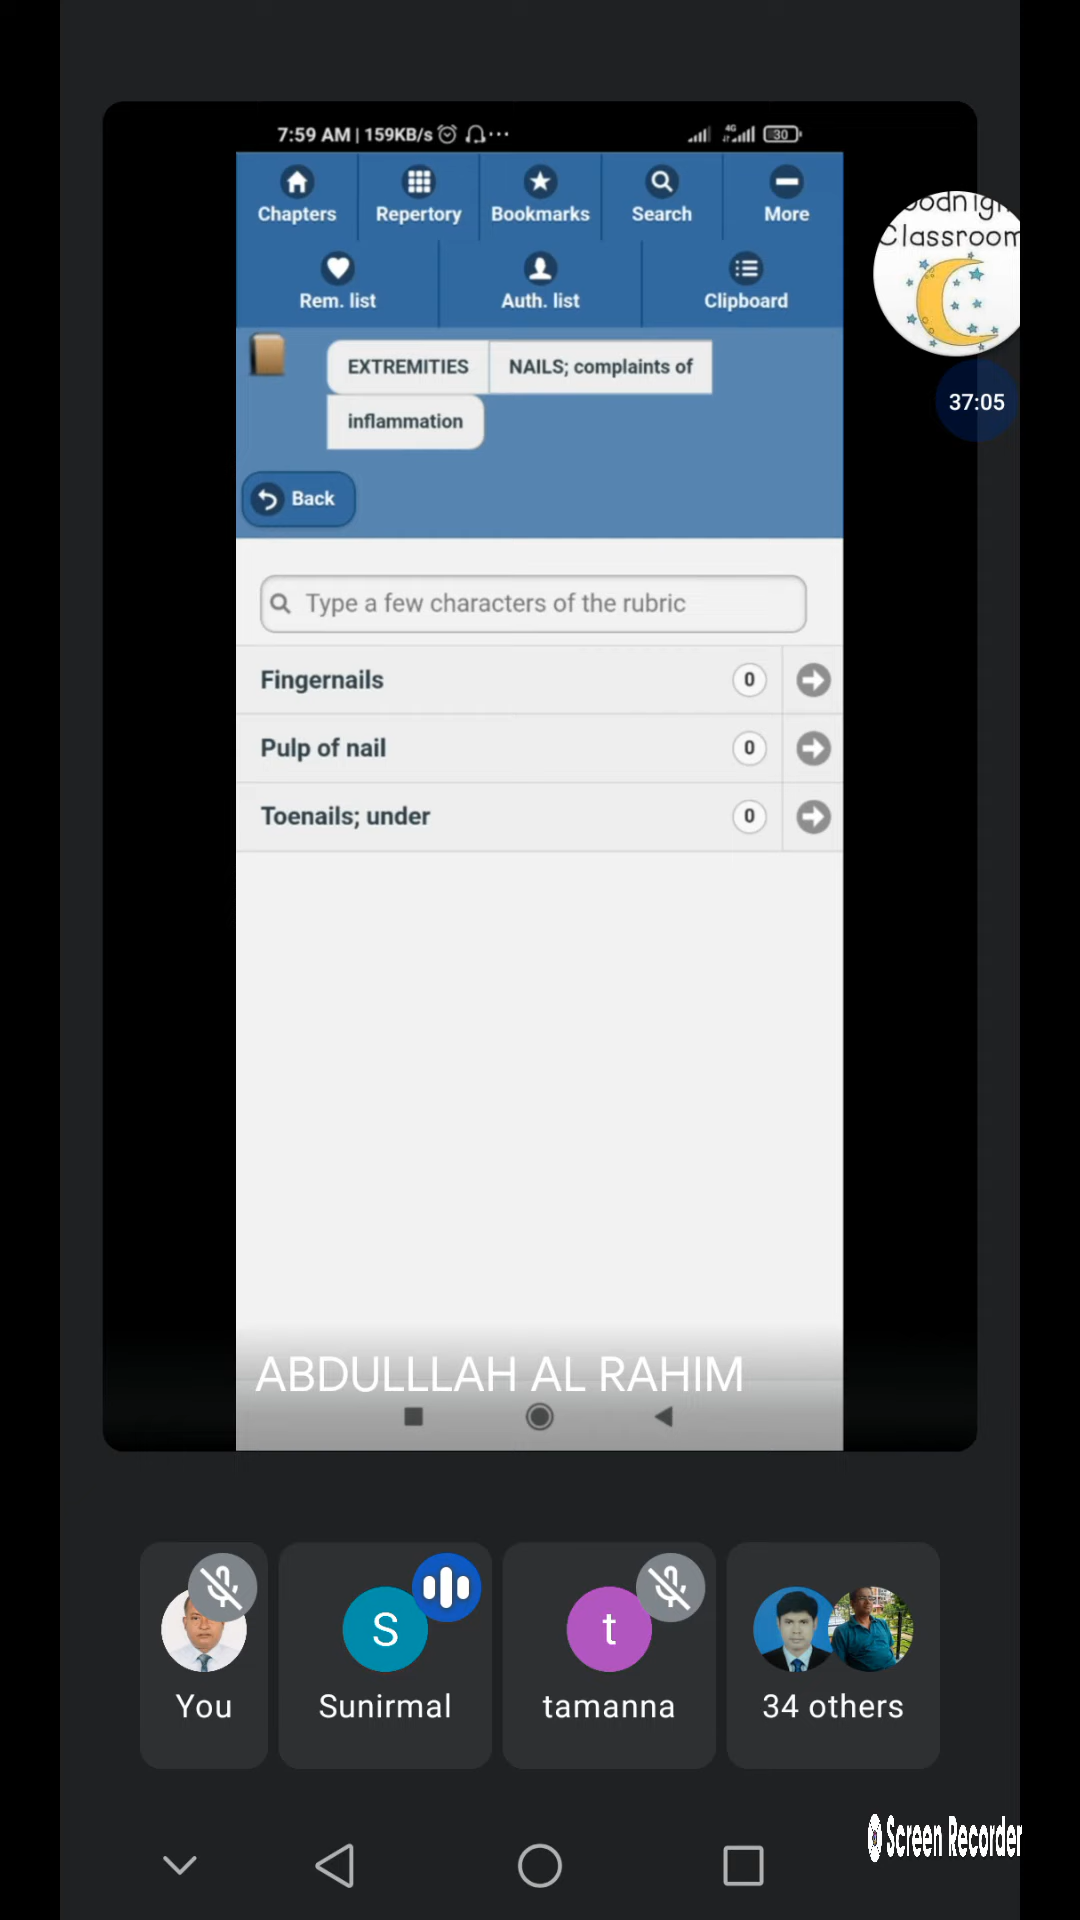 7:59 AM | 159KB/s ...
4G
30
Chapters
Repertory
Bookmarks
Search
More
Rem. list
Auth. list
Clipboard
Classroom
37:05
EXTREMITIES
NAILS; complaints of
inflammation
Back
Type a few characters of the rubric
Fingernails
0
Pulp of nail
0
Toenails; under
0
ABDULLLAH AL RAHIM
S
t
You
Sunirmal
tamanna
34 others
Screen Recorder